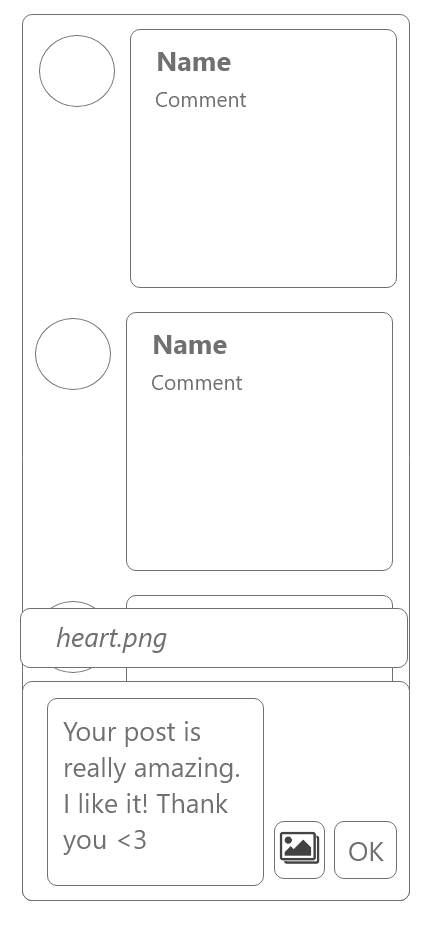 Name
Comment
Name
Comment
heart.png
Your post is
really amazing.
I like it! Thank
you <3
OK